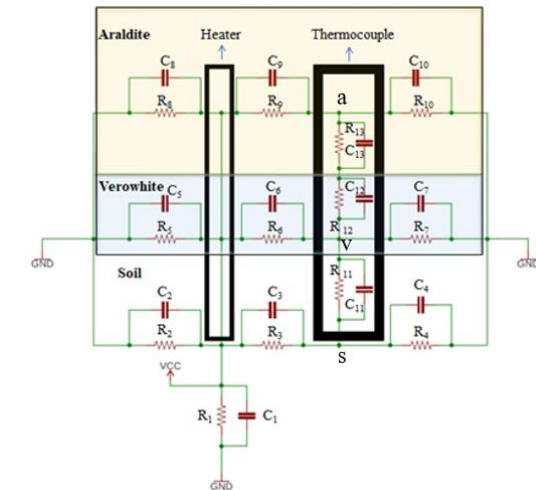 Araldite
Heater
Thermocouple
C8
C9
C10
R8
R9
a
R10
R13
C13
Verowhite
C5
C6
C12
C7
R5
R6
R12
V
R7
GND
GND
Soil
R11
C11
C2
C3
C4
R2
R3
R4
S
VCC
R1
C1
GND